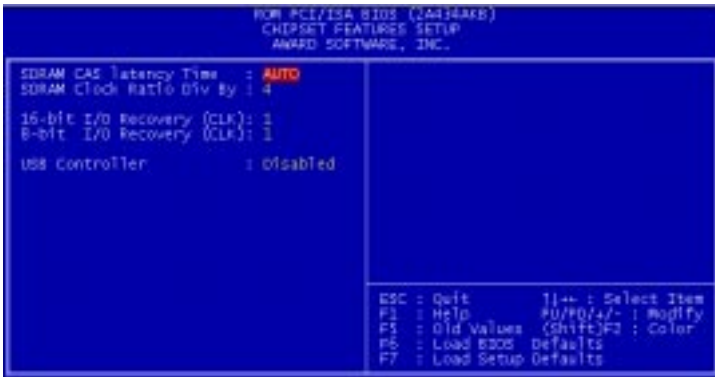 ROM PCI/ISA BIOS (2A434AKB)
CHIPSET FEATURES SETUP
AWARD SOFTWARE, INC.
SDRAM CAS latency Time : AUTO
SDRAM Clock Ratio Div By : 4
16-bit I/O Recovery (CLK): 1
8-bit I/O Recovery (CLK): 1
USB Controller : Disabled
ESC : Quit ↑↓→← : Select Item
F1 : Help PU/PD/+/- : Modify
F5 : Old Values (Shift)F2 : Color
F6 : Load BIOS Defaults
F7 : Load Setup Defaults